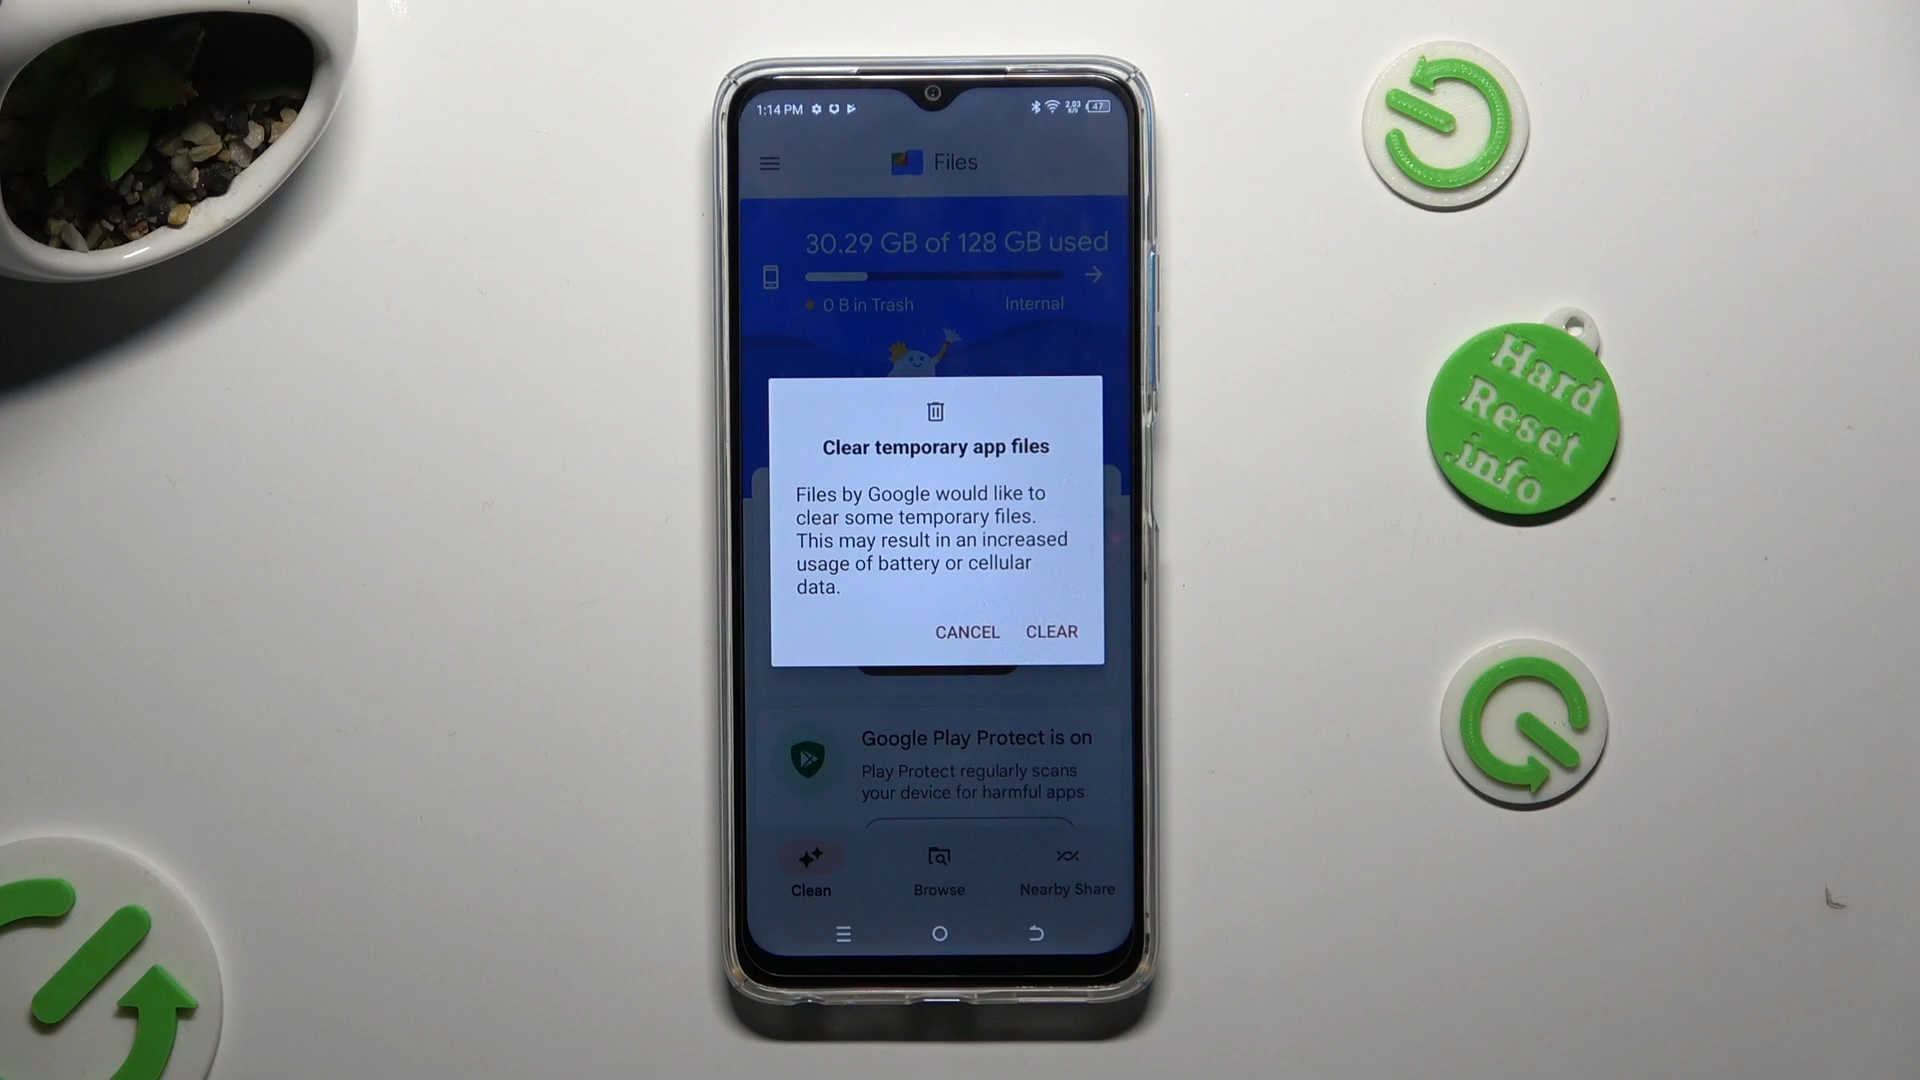 1:14 PM
2.03
K/S
47
Files
30.29 GB of 128 GB used
0 B in Trash
Internal
Clear temporary app files
Files by Google would like to
clear some temporary files.
This may result in an increased
usage of battery or cellular
data.
CANCEL CLEAR
Google Play Protect is on
Play Protect regularly scans
your device for harmful apps
Clean
Browse
Nearby Share
Hard
Reset
.info